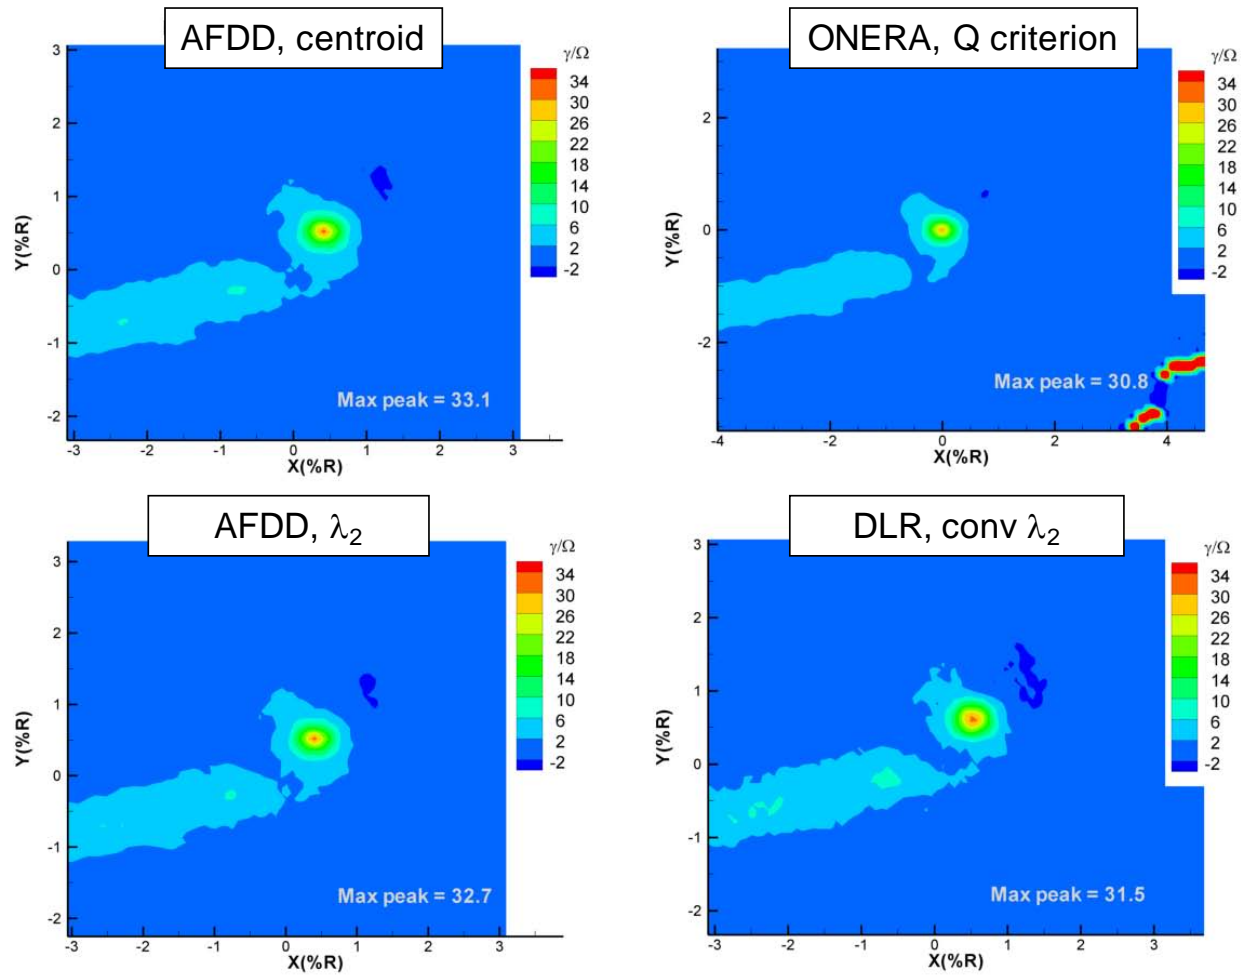 AFDD, centroid
γ/Ω
34
30
26
22
18
14
10
6
2
-2
3
2
1
0
-1
-2
Y(%R)
Max peak = 33.1
-3 -2 -1 0 1 2 3
X(%R)
ONERA, Q criterion
γ/Ω
34
30
26
22
18
14
10
6
2
-2
2
0
-2
Y(%R)
Max peak = 30.8
-4 -2 0 2 4
X(%R)
AFDD, λ2
γ/Ω
34
30
26
22
18
14
10
6
2
-2
3
2
1
0
-1
-2
Y(%R)
Max peak = 32.7
-3 -2 -1 0 1 2 3
X(%R)
DLR, conv λ2
γ/Ω
34
30
26
22
18
14
10
6
2
-2
3
2
1
0
-1
-2
Y(%R)
Max peak = 31.5
-3 -2 -1 0 1 2 3
X(%R)